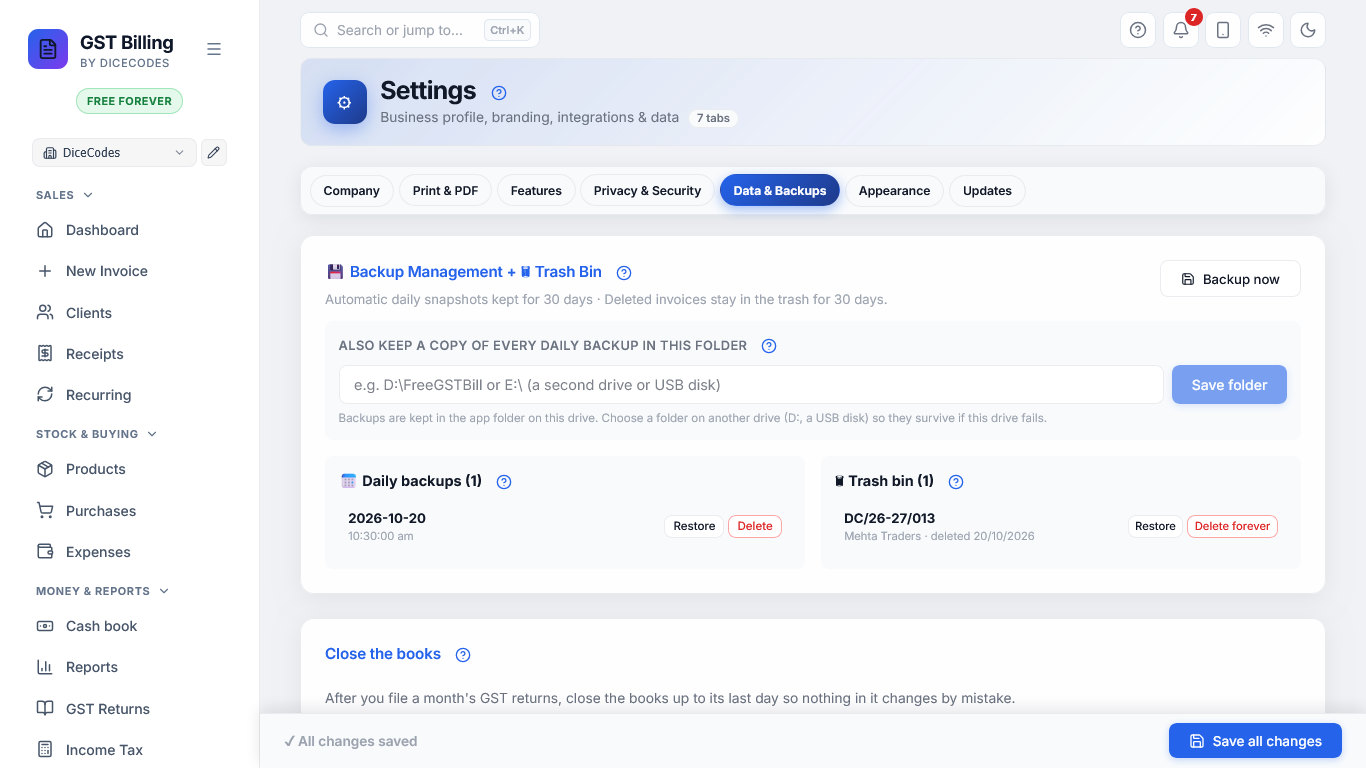 GST Billing
BY DICECODES
FREE FOREVER
DiceCodes
SALES
Dashboard
New Invoice
Clients
Receipts
Recurring
STOCK & BUYING
Products
Purchases
Expenses
MONEY & REPORTS
Cash book
Reports
GST Returns
Income Tax
Search or jump to... Ctrl+K
7
Settings
Business profile, branding, integrations & data 7 tabs
Company Print & PDF Features Privacy & Security Data & Backups Appearance Updates
Backup Management + Trash Bin
Backup now
Automatic daily snapshots kept for 30 days · Deleted invoices stay in the trash for 30 days.
ALSO KEEP A COPY OF EVERY DAILY BACKUP IN THIS FOLDER
e.g. D:\FreeGSTBill or E:\ (a second drive or USB disk) Save folder
Backups are kept in the app folder on this drive. Choose a folder on another drive (D:, a USB disk) so they survive if this drive fails.
Daily backups (1)
2026-10-20
10:30:00 am
Restore Delete
Trash bin (1)
DC/26-27/013
Mehta Traders · deleted 20/10/2026
Restore Delete forever
Close the books
After you file a month's GST returns, close the books up to its last day so nothing in it changes by mistake.
✓ All changes saved
Save all changes